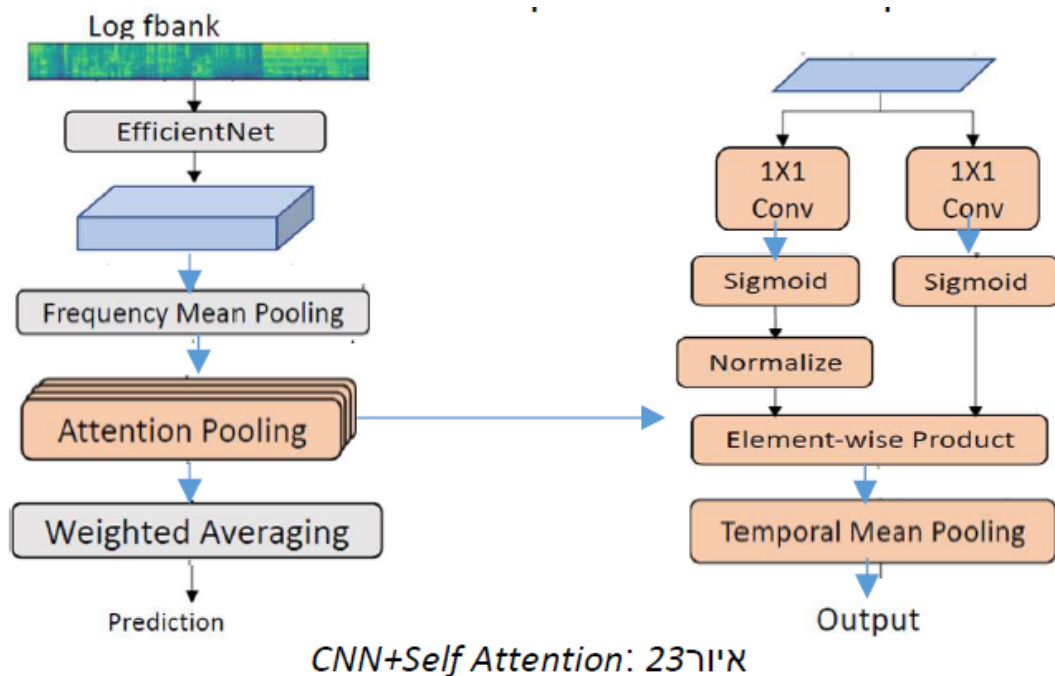 Log fbank
EfficientNet
Frequency Mean Pooling
Attention Pooling
Weighted Averaging
Prediction
1X1
Conv
1X1
Conv
Sigmoid
Sigmoid
Normalize
Element-wise Product
Temporal Mean Pooling
Output
איור23 :CNN+Self Attention